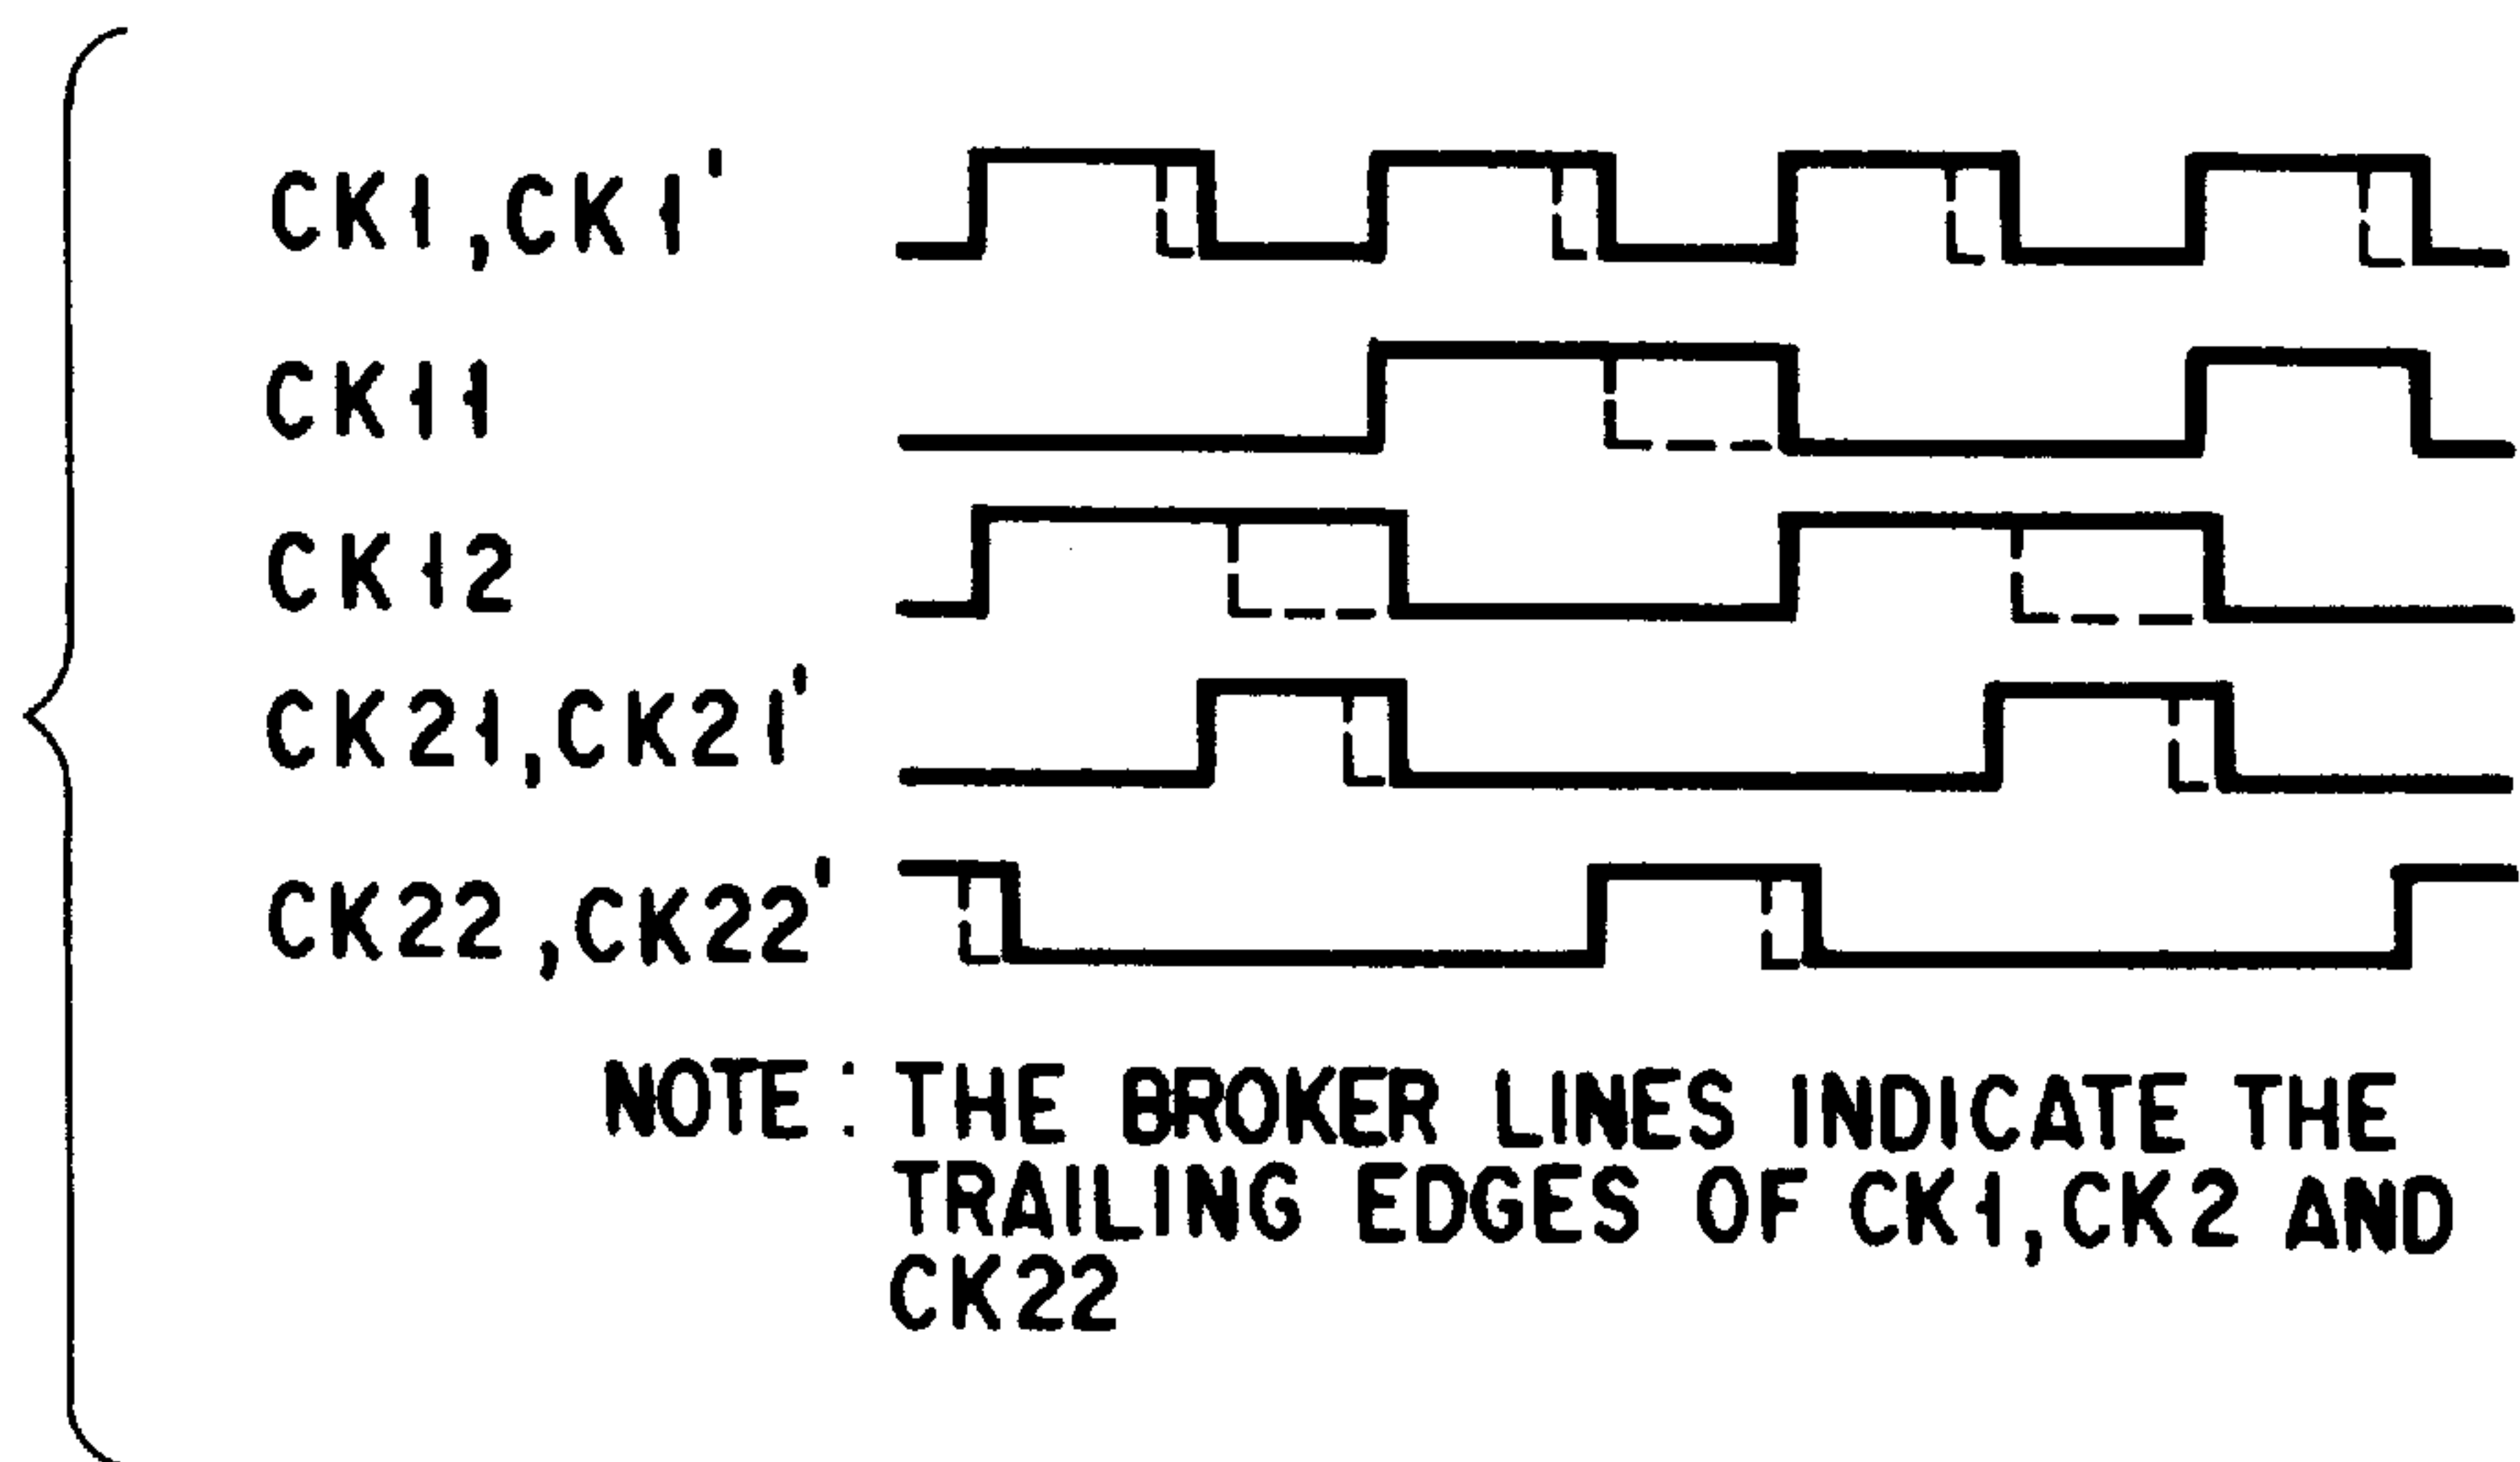 CK1,CK1'
CK11
CK12
CK21,CK21'
CK22,CK22'
NOTE: THE BROKER LINES INDICATE THE
TRAILING EDGES OF CK1,CK2 AND
CK22